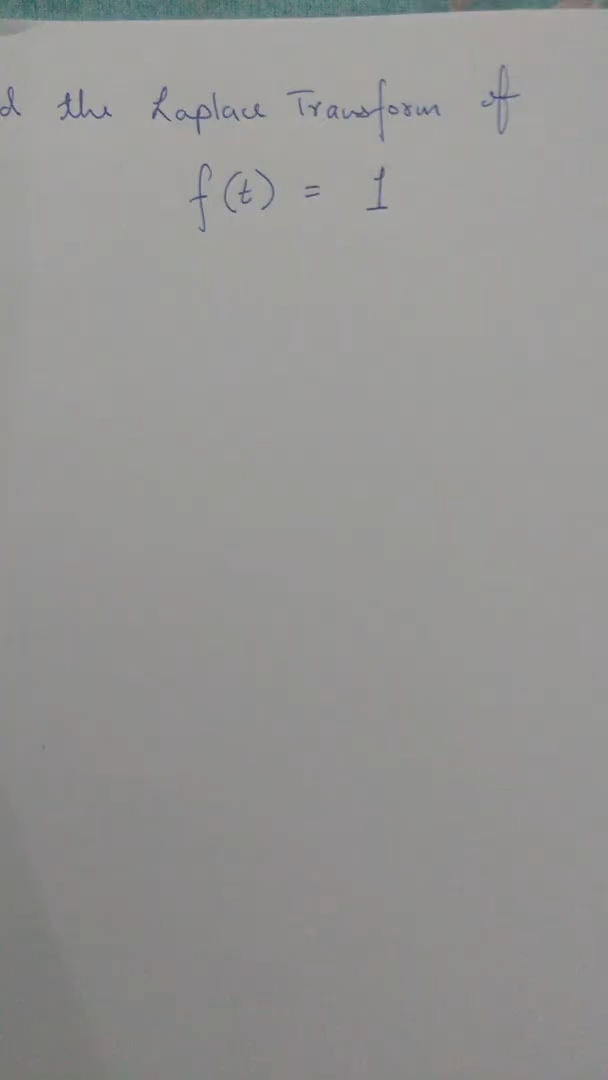 d the Laplace Transform of
f(t) = 1